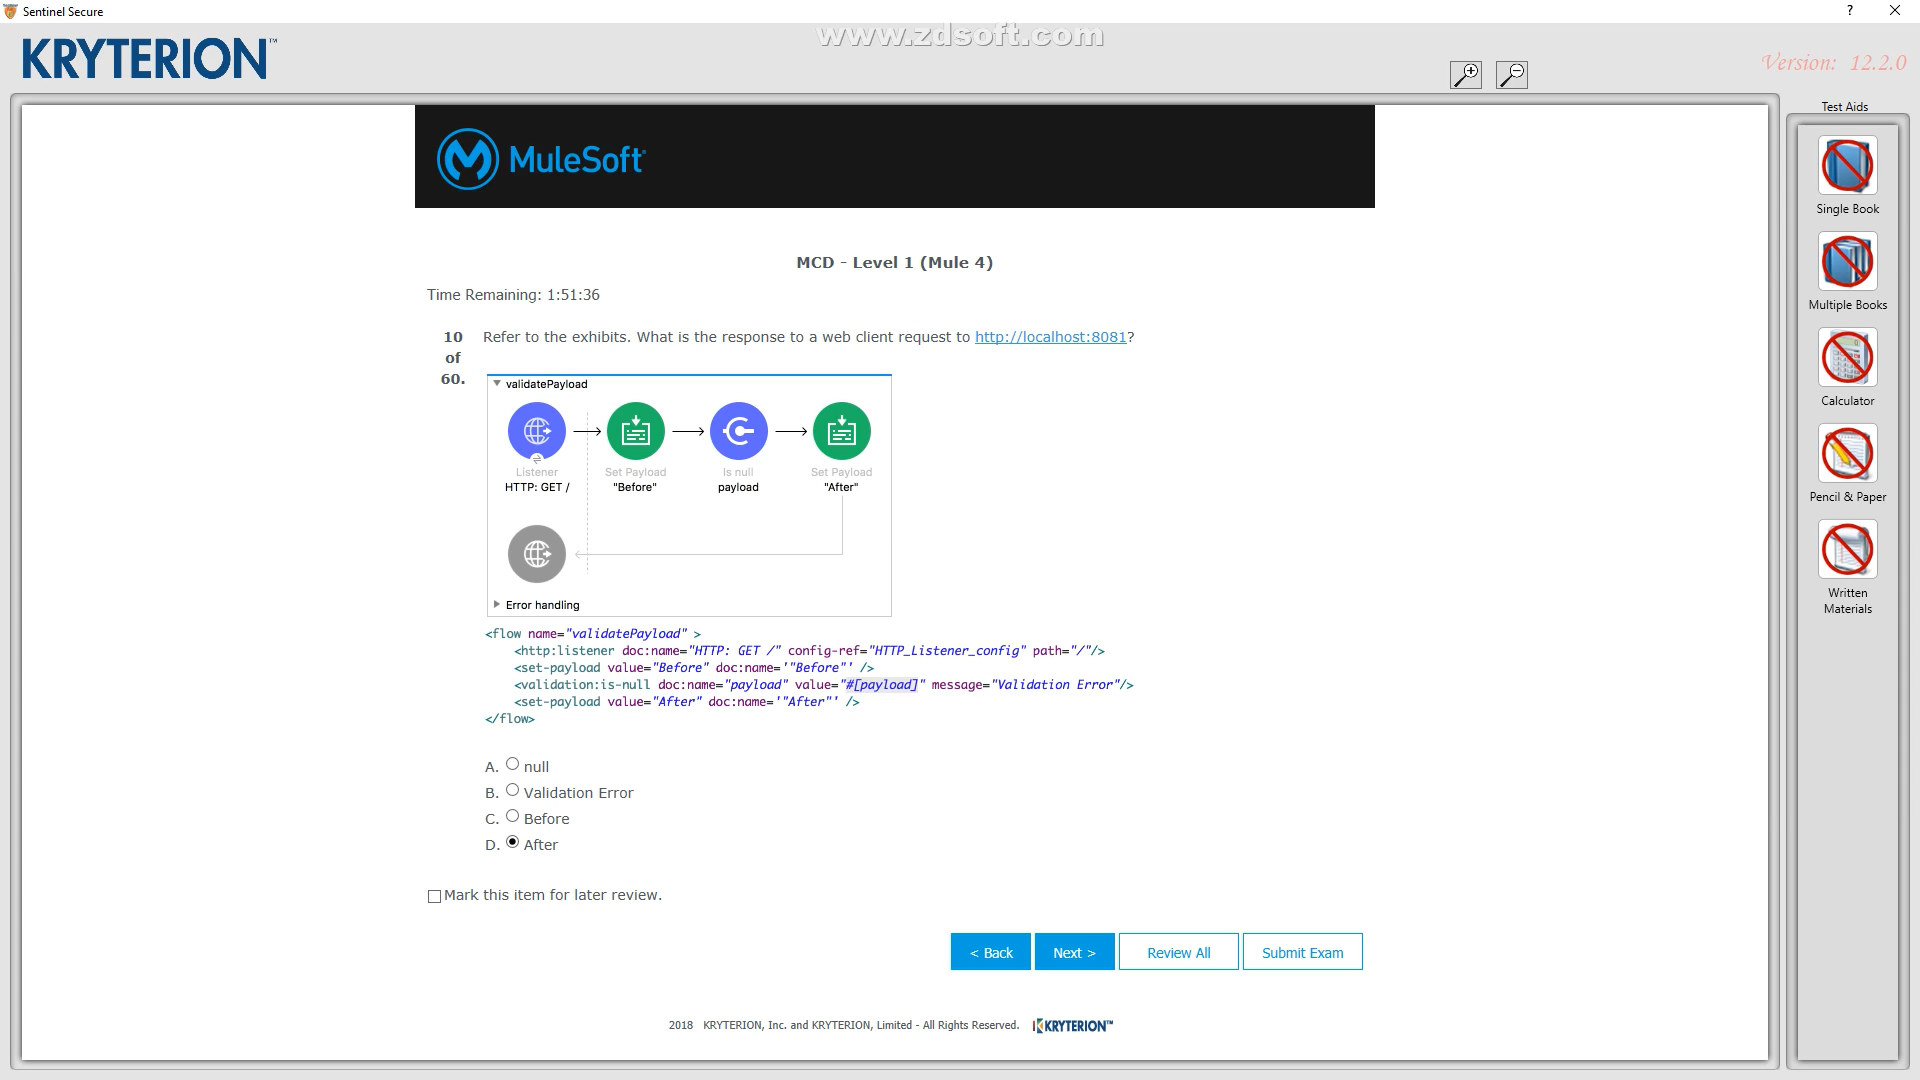 Sentinel Secure
?
www.zdsoft.com
KRYTERION™
Version: 12.2.0
Test Aids
MuleSoft
Single Book
MCD - Level 1 (Mule 4)
Time Remaining: 1:51:36
Multiple Books
10 of 60.
Refer to the exhibits. What is the response to a web client request to http://localhost:8081?
validatePayload
Calculator
Listener
Set Payload
Is null
Set Payload
HTTP: GET /
"Before"
payload
"After"
Pencil & Paper
Error handling
Written
Materials
<flow name="validatePayload" >
<http:listener doc:name="HTTP: GET /" config-ref="HTTP_Listener_config" path="/"/>
<set-payload value="Before" doc:name='"Before"' />
<validation:is-null doc:name="payload" value="#[payload]" message="Validation Error"/>
<set-payload value="After" doc:name='"After"' />
</flow>
A. null
B. Validation Error
C. Before
D. After
Mark this item for later review.
< Back
Next >
Review All
Submit Exam
2018 KRYTERION, Inc. and KRYTERION, Limited - All Rights Reserved. KRYTERION™